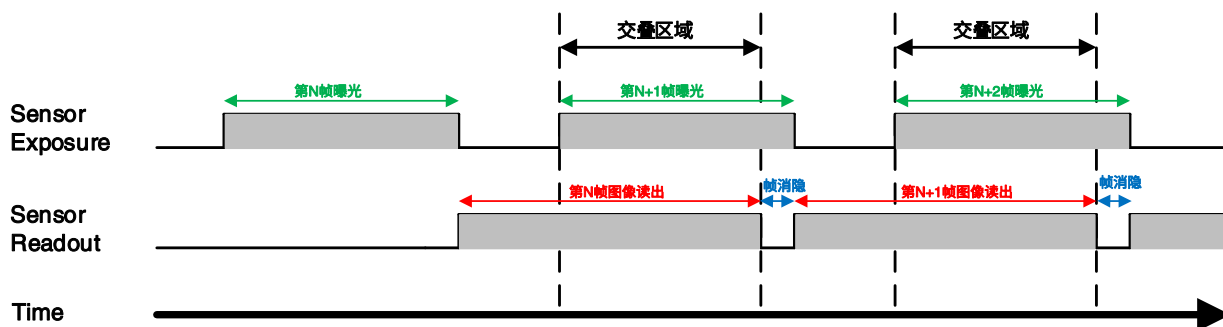 交叠区域
交叠区域
第N帧曝光
第N+1帧曝光
第N+2帧曝光
Sensor
Exposure
第N帧图像读出
帧消隐
第N+1帧图像读出
帧消隐
Sensor
Readout
Time